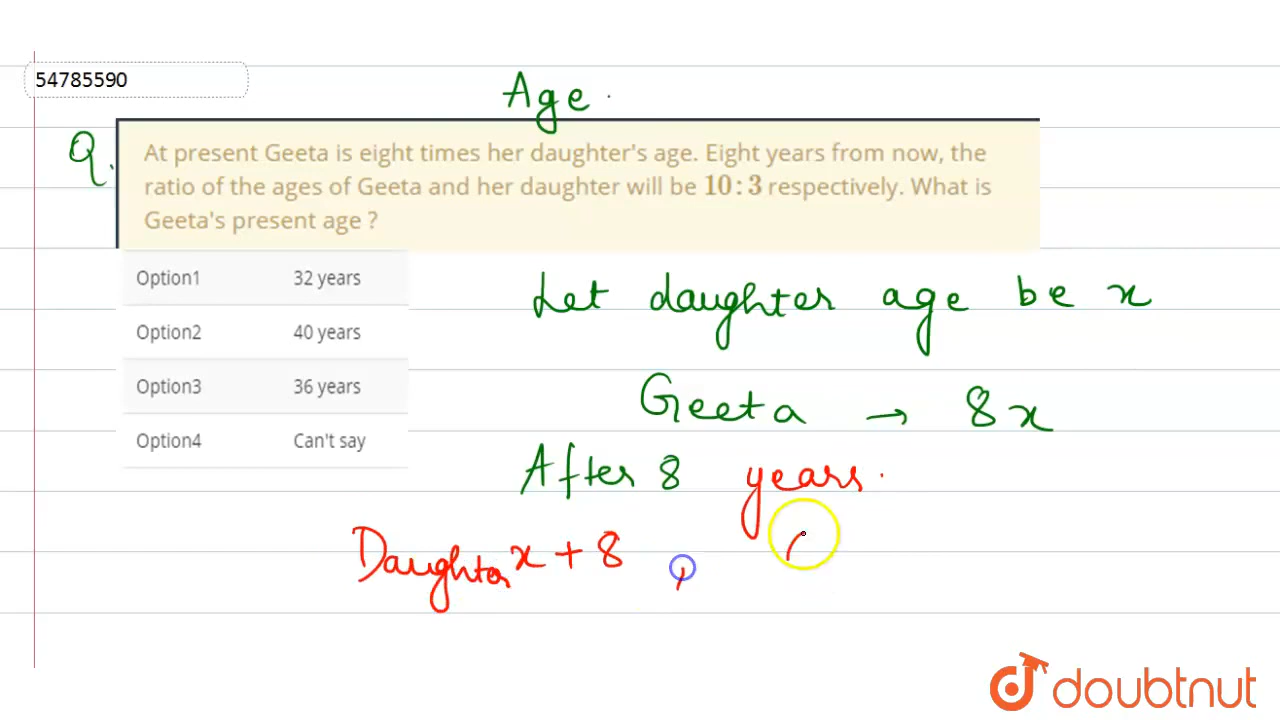 54785590
Age.
Q.
At present Geeta is eight times her daughter's age. Eight years from now, the
ratio of the ages of Geeta and her daughter will be 10 : 3 respectively. What is
Geeta's present age ?
Option1 32 years
Option2 40 years
Option3 36 years
Option4 Can't say
Let daughter age be x
Geeta → 8x
After 8 years.
Daughter x + 8 ,
doubtnut